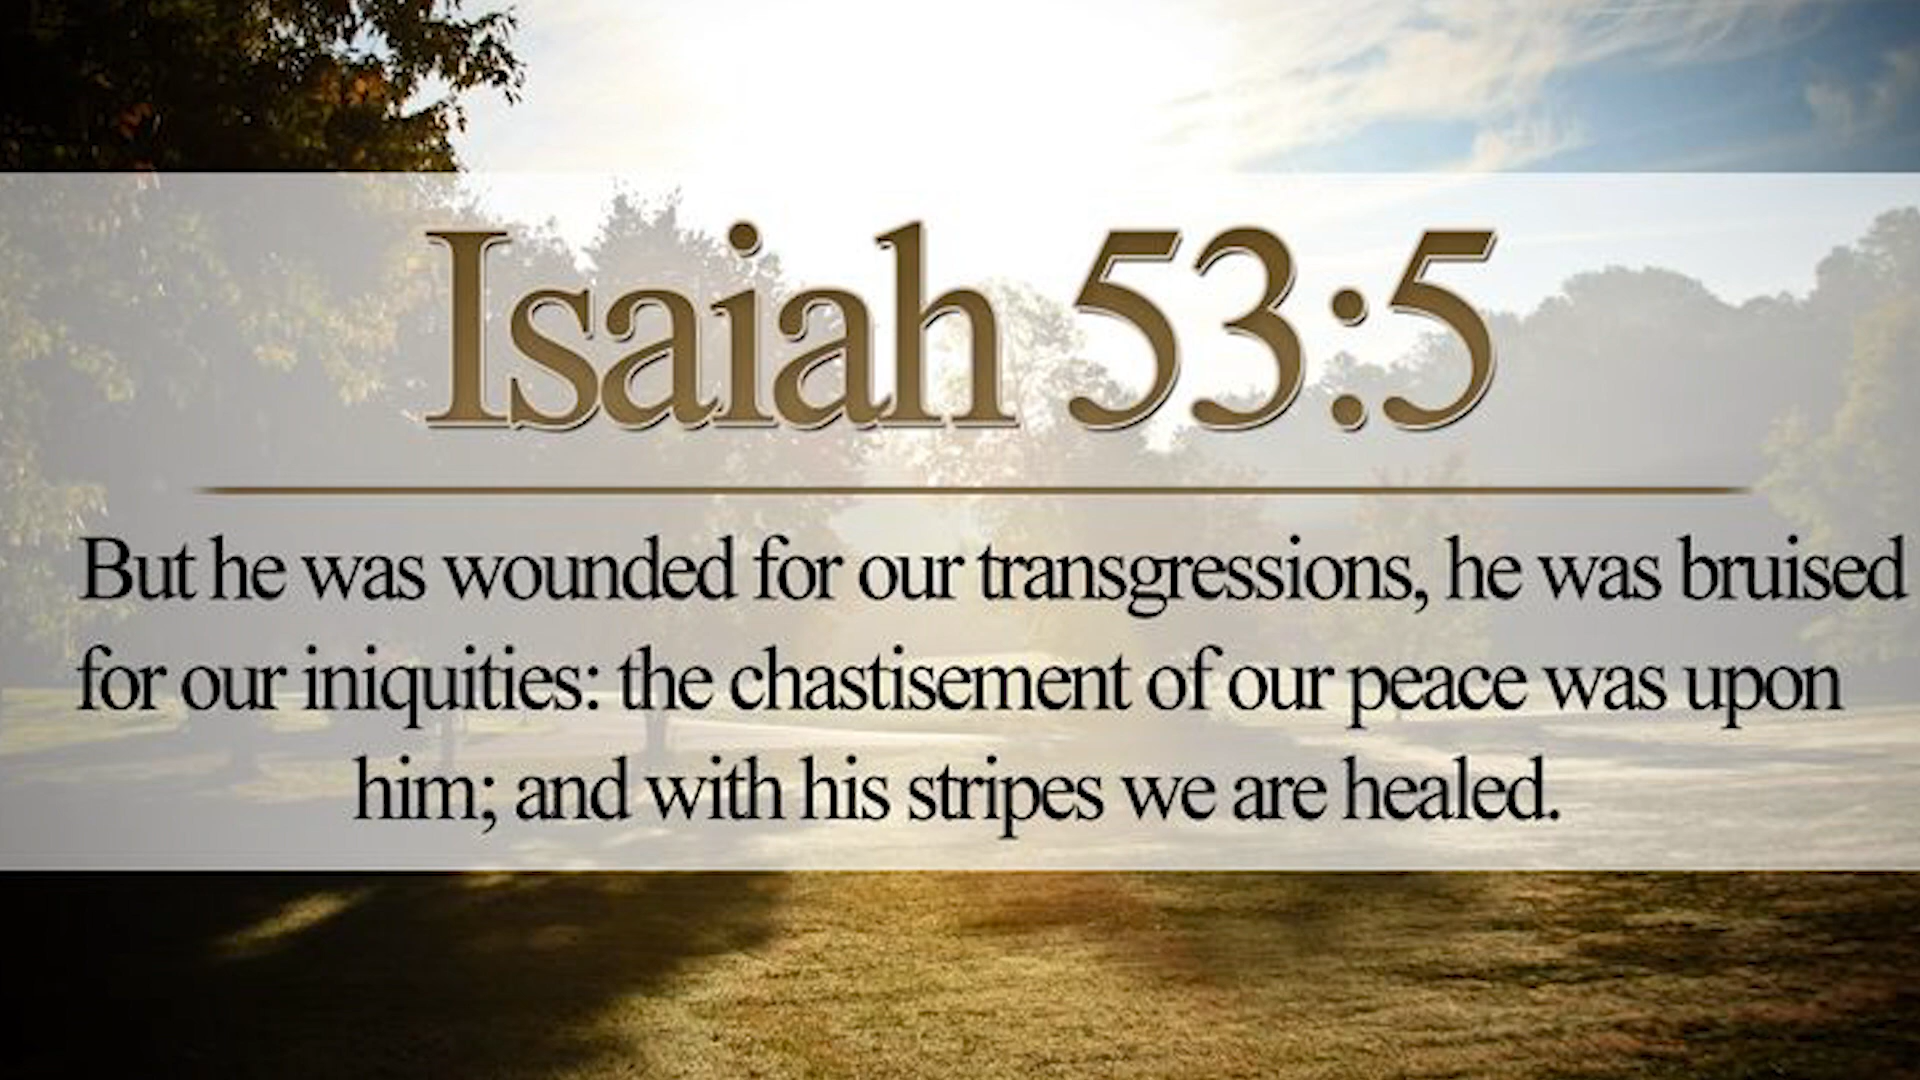 Isaiah 53:5
But he was wounded for our transgressions, he was bruised
for our iniquities: the chastisement of our peace was upon
him; and with his stripes we are healed.